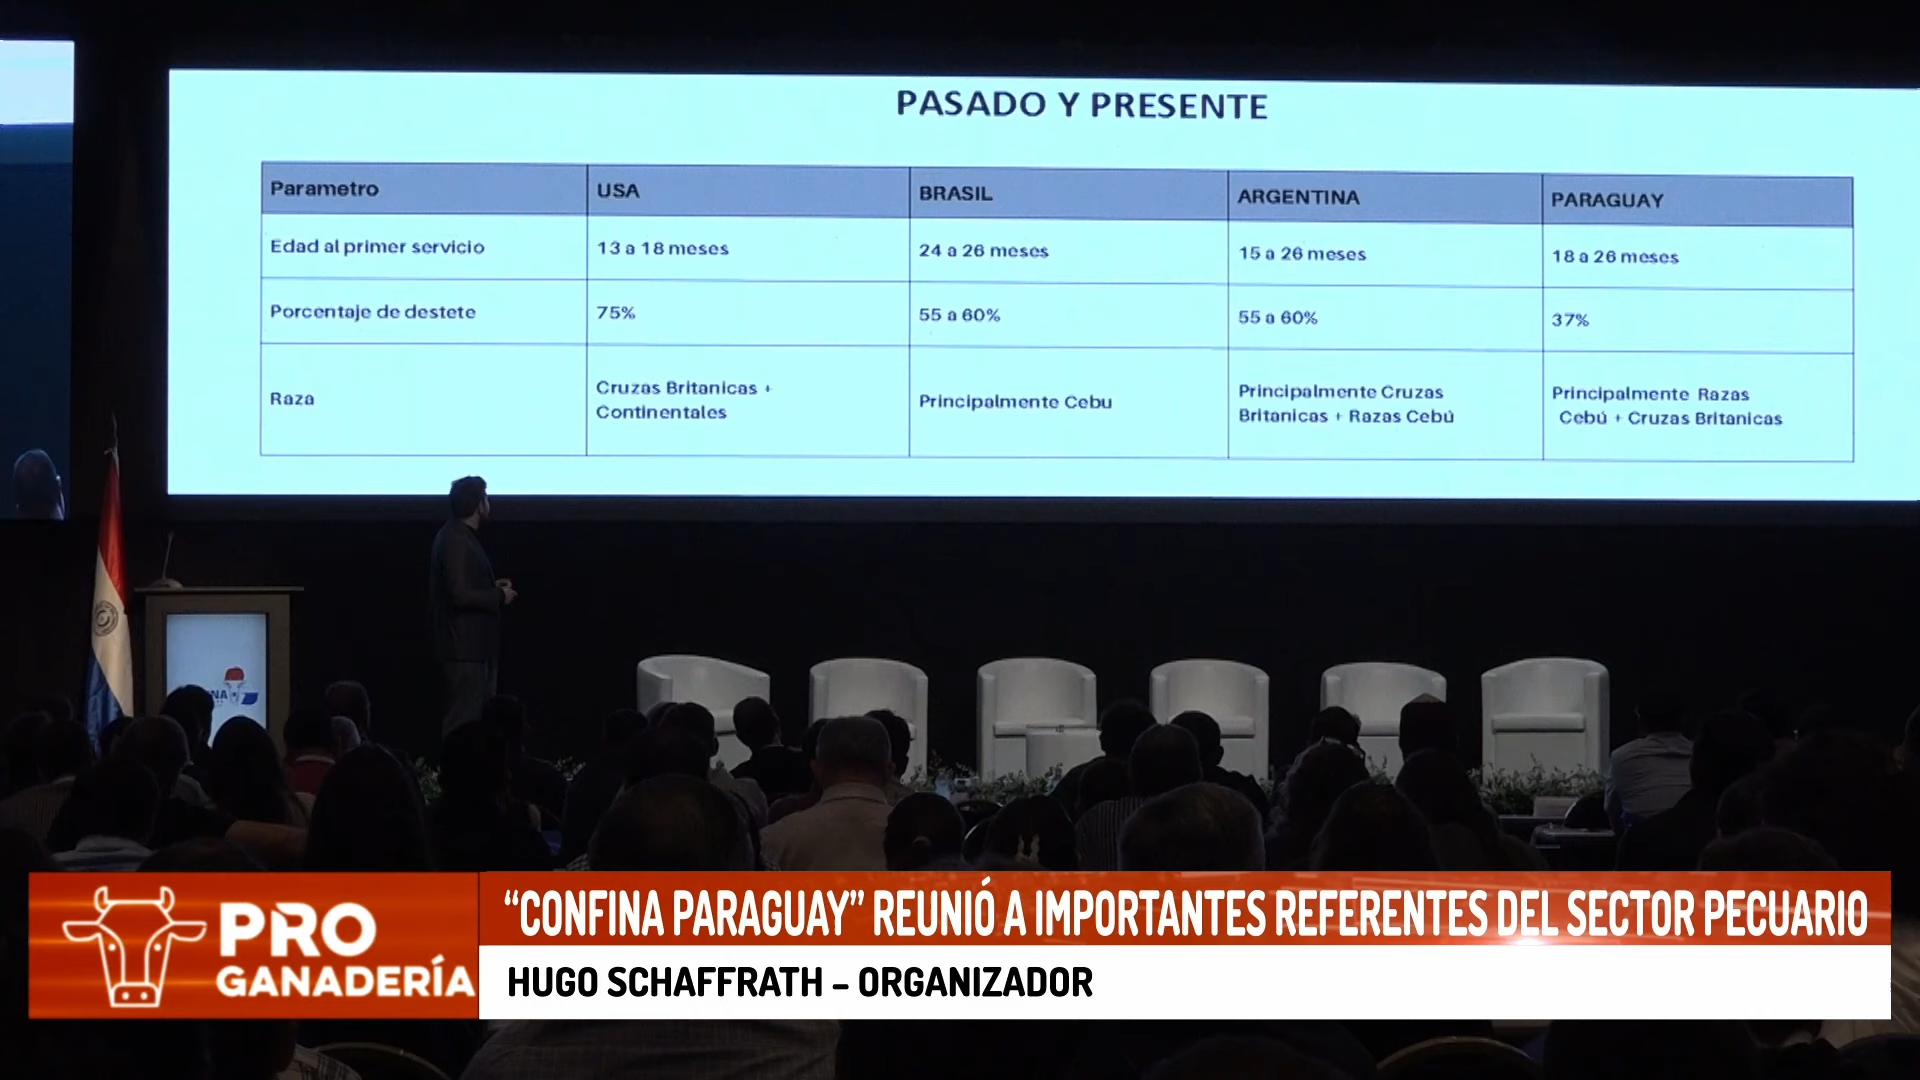 PASADO Y PRESENTE
Parametro USA BRASIL ARGENTINA PARAGUAY
Edad al primer servicio 13 a 18 meses 24 a 26 meses 15 a 26 meses 18 a 26 meses
Porcentaje de destete 75% 55 a 60% 55 a 60% 37%
Raza
Cruzas Britanicas +
Continentales
Principalmente Cebu
Principalmente Cruzas
Britanicas + Razas Cebú
Principalmente Razas
Cebú + Cruzas Britanicas
PRO
GANADERÍA
“CONFINA PARAGUAY” REUNIÓ A IMPORTANTES REFERENTES DEL SECTOR PECUARIO
HUGO SCHAFFRATH – ORGANIZADOR